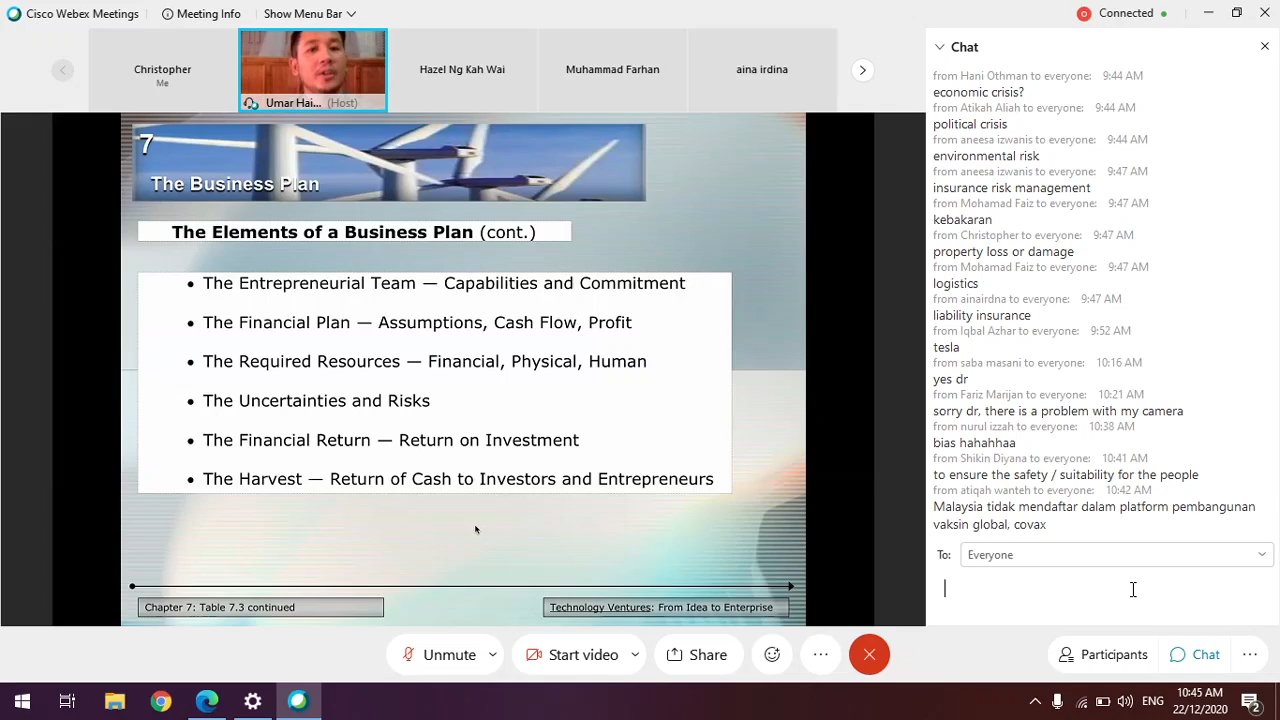 Cisco Webex Meetings
Meeting Info
Show Menu Bar
Connected
Christopher
Me
Umar Hai... (Host)
Hazel Ng Kah Wai
Muhammad Farhan
aina irdina
7
The Business Plan
The Elements of a Business Plan (cont.)
• The Entrepreneurial Team — Capabilities and Commitment
• The Financial Plan — Assumptions, Cash Flow, Profit
• The Required Resources — Financial, Physical, Human
• The Uncertainties and Risks
• The Financial Return — Return on Investment
• The Harvest — Return of Cash to Investors and Entrepreneurs
Chapter 7: Table 7.3 continued
Technology Ventures: From Idea to Enterprise
Chat
from Hani Othman to everyone: 9:44 AM
economic crisis?
from Atikah Aliah to everyone: 9:44 AM
political crisis
from aneesa izwanis to everyone: 9:44 AM
environmental risk
from aneesa izwanis to everyone: 9:47 AM
insurance risk management
from Mohamad Faiz to everyone: 9:47 AM
kebakaran
from Christopher to everyone: 9:47 AM
property loss or damage
from Mohamad Faiz to everyone: 9:47 AM
logistics
from ainairdna to everyone: 9:47 AM
liability insurance
from Iqbal Azhar to everyone: 9:52 AM
tesla
from saba masani to everyone: 10:16 AM
yes dr
from Fariz Marijan to everyone: 10:21 AM
sorry dr, there is a problem with my camera
from nurul izzah to everyone: 10:38 AM
bias hahahhaa
from Shikin Diyana to everyone: 10:41 AM
to ensure the safety / suitability for the people
from atiqah wanteh to everyone: 10:42 AM
Malaysia tidak mendaftar dalam platform pembangunan
vaksin global, covax
To: Everyone
Unmute
Start video
Share
Participants
Chat
ENG
10:45 AM
22/12/2020
2